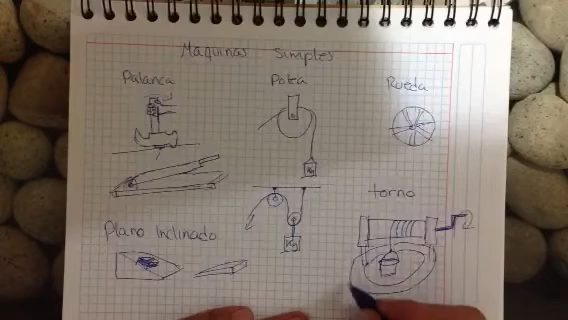 Maquinas Simples
Palanca
Polea
Rueda
Kg
torno
Plano Inclinado
Kg